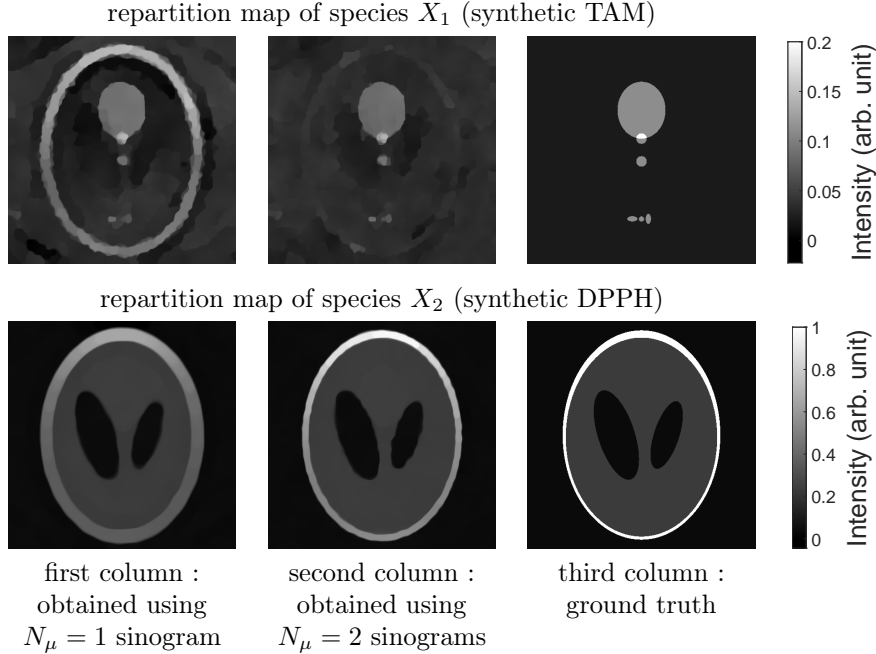 repartition map of species X₁ (synthetic TAM)
0.2
0.15
0.1
0.05
0
Intensity (arb. unit)
repartition map of species X₂ (synthetic DPPH)
1
0.8
0.6
0.4
0.2
0
Intensity (arb. unit)
first column :
obtained using
Nμ = 1 sinogram
second column :
obtained using
Nμ = 2 sinograms
third column :
ground truth